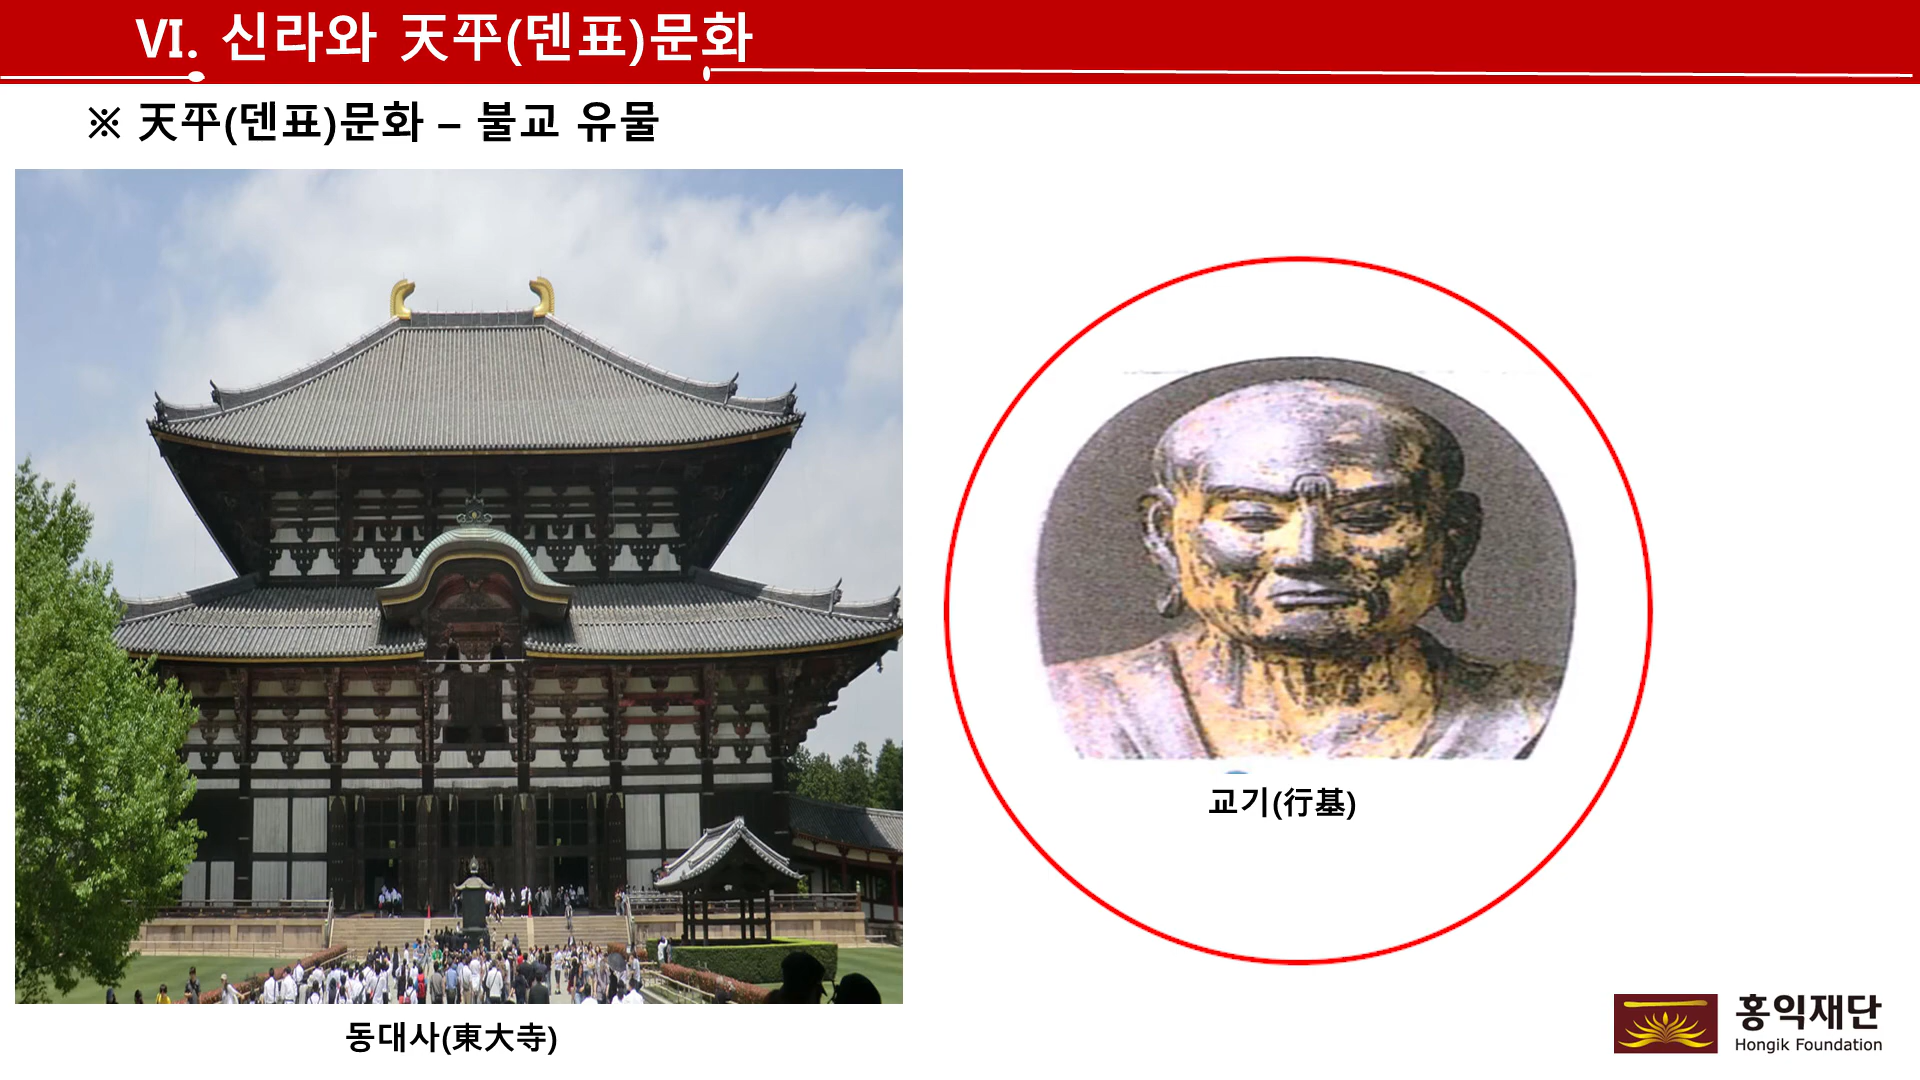 VI. 신라와 天平(덴표)문화
※ 天平(덴표)문화 – 불교 유물
교기(行基)
동대사(東大寺)
홍익재단
Hongik Foundation